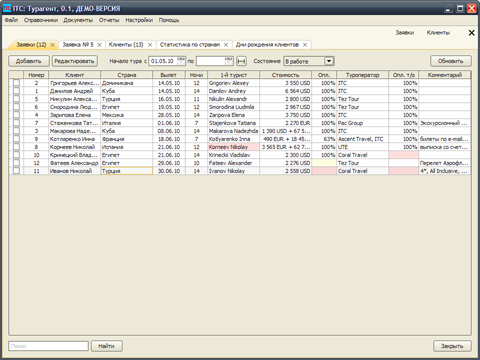 ITC: Турагент, 0.1, ДЕМО-ВЕРСИЯ
Файл Справочники Документы Отчеты Настройки Помощь
Заявки Клиенты
Заявки (12) Заявка № 5 Клиенты (13) Статистика по странам Дни рождения клиентов
Добавить Редактировать Начало тура с 01.05.10 по Состояние В работе Обновить
Номер Клиент Страна Вылет Ночи 1-й турист Стоимость Опл. Туроператор Опл. т/о Комментарий
2 Григорьев Алекс... Доминикана 14.05.10 12 Grigorev Alexey 3 550 USD 100% ITC 100%
1 Данилов Андрей Куба 14.05.10 14 Danilov Andrey 6 564 USD 100% ITC 100%
5 Никулин Алексан... Турция 16.05.10 11 Nikulin Alexandr 2 800 USD 100% Tez Tour 100%
6 Снородина Люд... Египет 29.05.10 15 Smorodina Ludmila 2 967 USD 100% Tez Tour 100%
4 Зарипова Елена Мексика 28.05.10 14 Zaripova Elena 3 750 USD 100% ITC 100%
7 Стаженкова Тат... Италия 01.06.10 7 Stajenkova Tatiana 2 270 EUR 100% Pac Group 100% Экскурсионный ...
3 Макарова Наде... Куба 08.06.10 14 Makarova Nadezhda 1 390 USD + 67 5... 100% ITC 100%
9 Котляренко Инна Франция 18.06.10 7 Kotlyarenko Inna 490 EUR + 18 45... 63% Ascent Travel, ITC 100% билеты по e-mail...
8 Корнеев Николай Испания 21.06.10 12 Korneev Nikolay 3 565 EUR + 62 7... 100% UTE 100% выписка со счет...
10 Криницкий Влад... Египет 21.06.10 14 Krinecki Vladislav 2 300 USD 100% Coral Travel
12 Фатеев Александр Египет 29.06.10 10 Fateev Alexander 2 276 USD Tez Tour Перелет Аэрофл...
11 Иванов Николай Турция 30.06.10 14 Ivanov Nikolay 2 558 USD Coral Travel 4*, All Inclusive, ...
Поиск Найти Закрыть